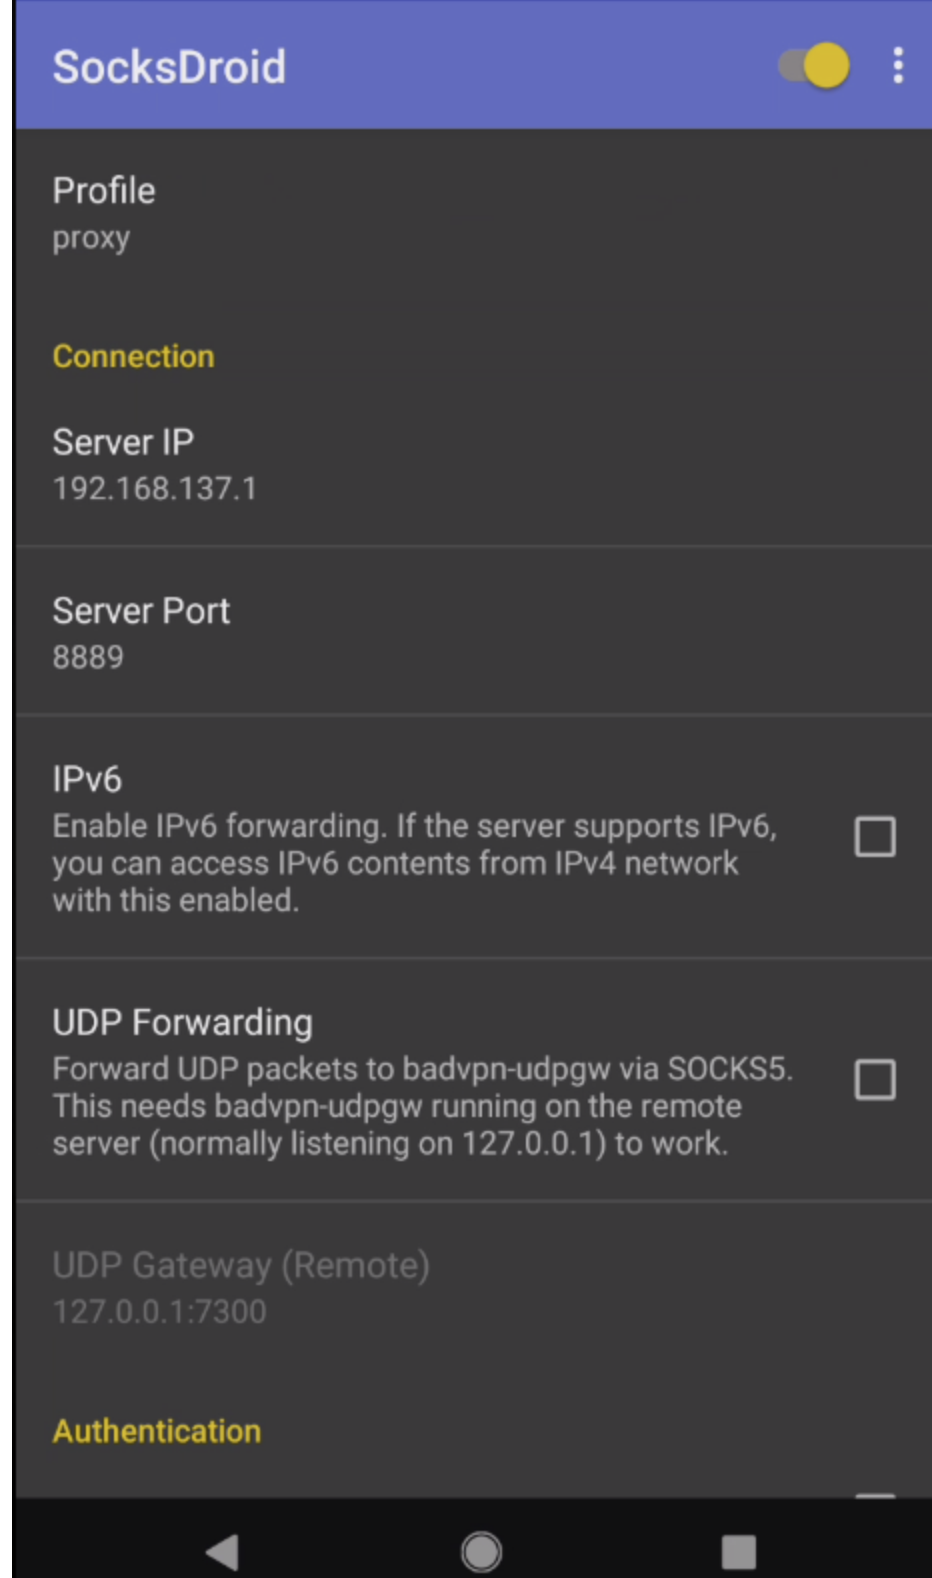 SocksDroid
Profile
proxy
Connection
Server IP
192.168.137.1
Server Port
8889
IPv6
Enable IPv6 forwarding. If the server supports IPv6,
you can access IPv6 contents from IPv4 network
with this enabled.
UDP Forwarding
Forward UDP packets to badvpn-udpgw via SOCKS5.
This needs badvpn-udpgw running on the remote
server (normally listening on 127.0.0.1) to work.
UDP Gateway (Remote)
127.0.0.1:7300
Authentication